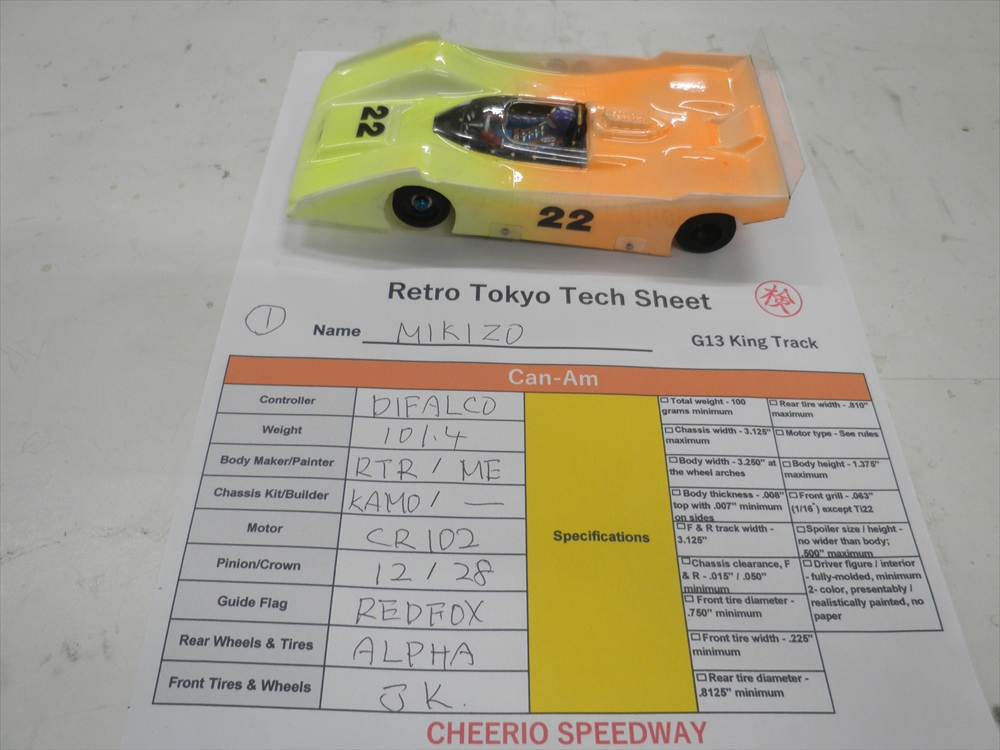 22
22
Retro Tokyo Tech Sheet
検
1
Name MIKIZO
G13 King Track
Can-Am
Controller DIFALCO
Weight 101.4
Body Maker/Painter RTR / ME
Chassis Kit/Builder KAMO / —
Motor CR102
Pinion/Crown 12 / 28
Guide Flag REDFOX
Rear Wheels & Tires ALPHA
Front Tires & Wheels JK
Specifications
Total weight - 100
grams minimum
Chassis width - 3.125"
maximum
Body width - 3.250" at
the wheel arches
Body thickness - .008"
top with .007" minimum
on sides
F & R track width -
3.125"
Chassis clearance, F
& R - .015" / .050"
minimum
Front tire diameter -
.750" minimum
Front tire width - .225"
minimum
Rear tire diameter -
.8125" minimum
Rear tire width - .810"
maximum
Motor type - See rules
Body height - 1.375"
maximum
Front grill - .063"
(1/16") except Ti22
Spoiler size / height -
no wider than body;
.500" maximum
Driver figure / interior
- fully-molded, minimum
2- color, presentably /
realistically painted, no
paper
CHEERIO SPEEDWAY